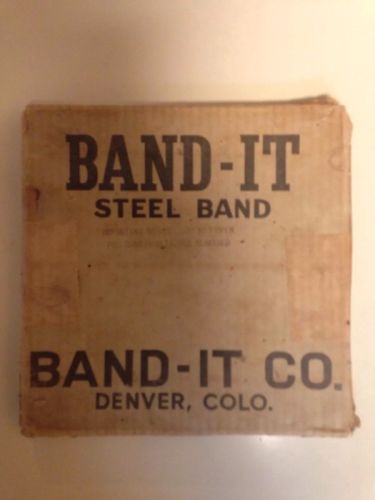 BAND-IT
STEEL BAND
BAND-IT CO.
DENVER, COLO.